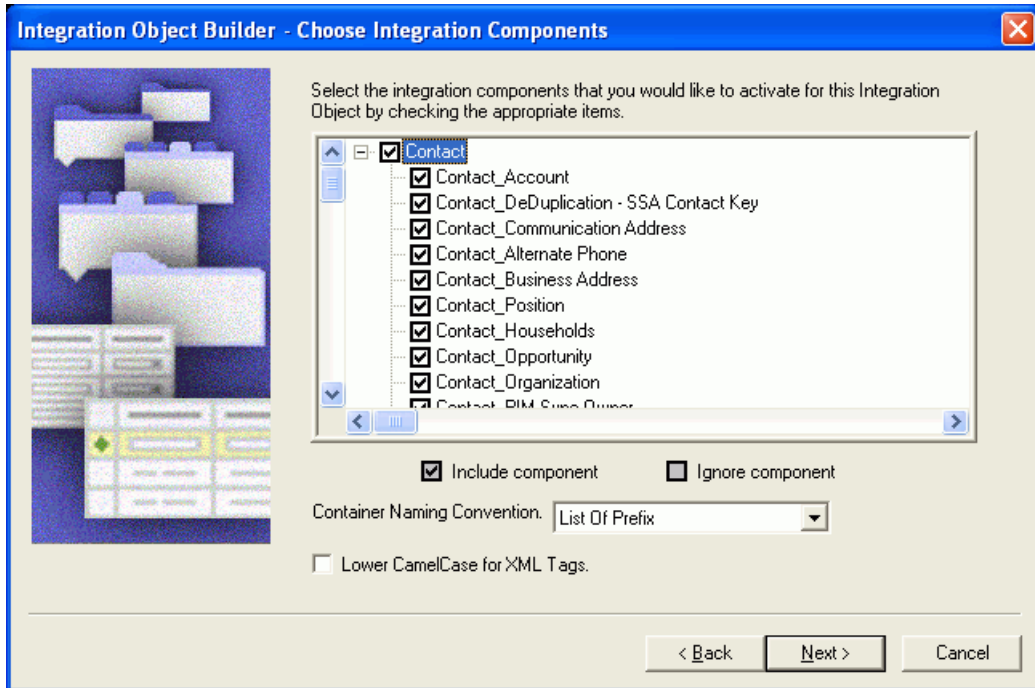 Integration Object Builder - Choose Integration Components
Select the integration components that you would like to activate for this Integration
Object by checking the appropriate items.
Contact
Contact_Account
Contact_DeDuplication - SSA Contact Key
Contact_Communication Address
Contact_Alternate Phone
Contact_Business Address
Contact_Position
Contact_Households
Contact_Opportunity
Contact_Organization
Contact_PIM Sync Owner
Include component
Ignore component
Container Naming Convention.
List Of Prefix
Lower CamelCase for XML Tags.
< Back
Next >
Cancel